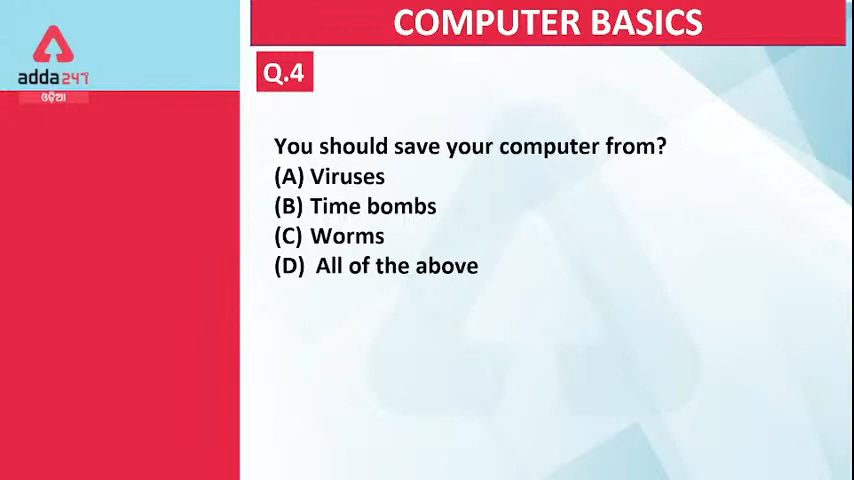 COMPUTER BASICS
adda247
ଓଡ଼ିଆ
Q.4
You should save your computer from?
(A) Viruses
(B) Time bombs
(C) Worms
(D) All of the above